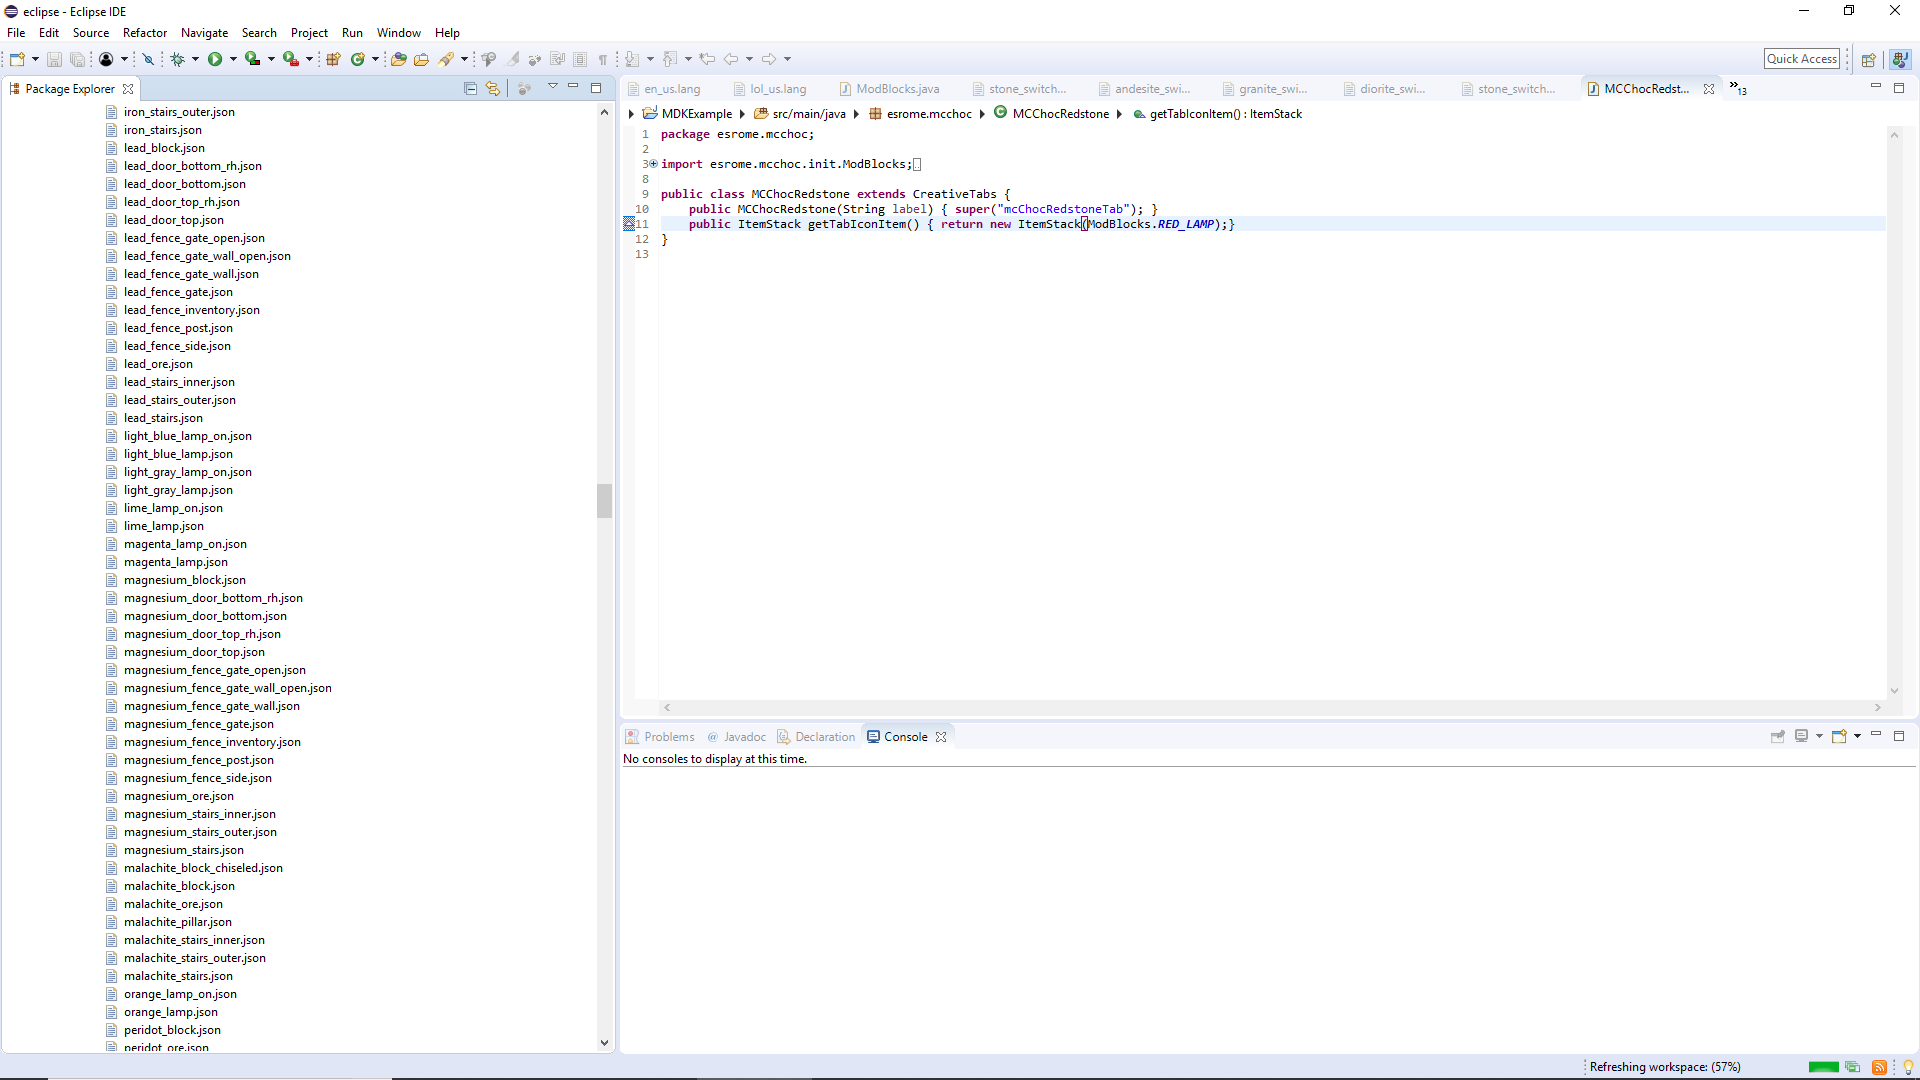 eclipse - Eclipse IDE
File Edit Source Refactor Navigate Search Project Run Window Help
Quick Access
Package Explorer
iron_stairs_outer.json
iron_stairs.json
lead_block.json
lead_door_bottom_rh.json
lead_door_bottom.json
lead_door_top_rh.json
lead_door_top.json
lead_fence_gate_open.json
lead_fence_gate_wall_open.json
lead_fence_gate_wall.json
lead_fence_gate.json
lead_fence_inventory.json
lead_fence_post.json
lead_fence_side.json
lead_ore.json
lead_stairs_inner.json
lead_stairs_outer.json
lead_stairs.json
light_blue_lamp_on.json
light_blue_lamp.json
light_gray_lamp_on.json
light_gray_lamp.json
lime_lamp_on.json
lime_lamp.json
magenta_lamp_on.json
magenta_lamp.json
magnesium_block.json
magnesium_door_bottom_rh.json
magnesium_door_bottom.json
magnesium_door_top_rh.json
magnesium_door_top.json
magnesium_fence_gate_open.json
magnesium_fence_gate_wall_open.json
magnesium_fence_gate_wall.json
magnesium_fence_gate.json
magnesium_fence_inventory.json
magnesium_fence_post.json
magnesium_fence_side.json
magnesium_ore.json
magnesium_stairs_inner.json
magnesium_stairs_outer.json
magnesium_stairs.json
malachite_block_chiseled.json
malachite_block.json
malachite_ore.json
malachite_pillar.json
malachite_stairs_inner.json
malachite_stairs_outer.json
malachite_stairs.json
orange_lamp_on.json
orange_lamp.json
peridot_block.json
peridot_ore.json
en_us.lang lol_us.lang ModBlocks.java stone_switch... andesite_swi... granite_swi... diorite_swi... stone_switch... MCChocRedst... »13
MDKExample src/main/java esrome.mcchoc MCChocRedstone getTabIconItem() : ItemStack
1 package esrome.mcchoc;
2
3 import esrome.mcchoc.init.ModBlocks;
8
9 public class MCChocRedstone extends CreativeTabs {
10 public MCChocRedstone(String label) { super("mcChocRedstoneTab"); }
11 public ItemStack getTabIconItem() { return new ItemStack(ModBlocks.RED_LAMP);}
12 }
13
Problems Javadoc Declaration Console
No consoles to display at this time.
Refreshing workspace: (57%)